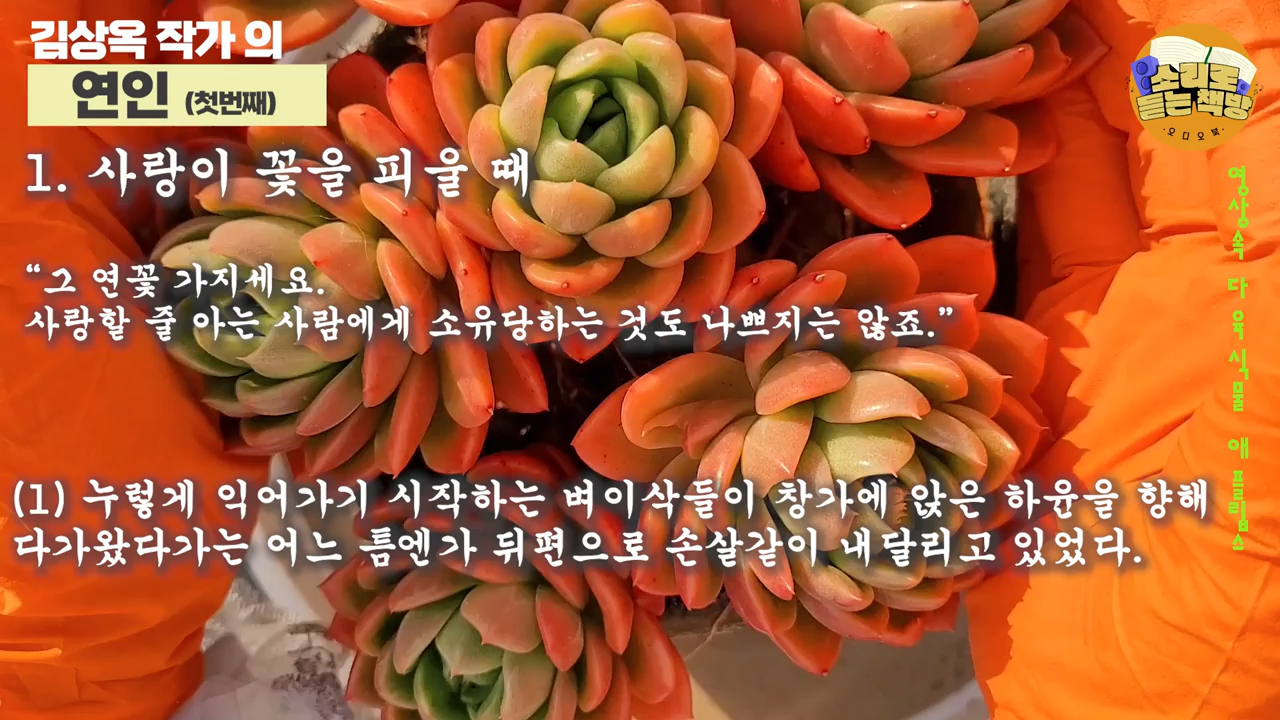 김상옥 작가 의
연인 (첫번째)
소리로
듣는 책방
·오디오북·
1. 사랑이 꽃을 피울 때
“그 연꽃 가지세요.
사랑할 줄 아는 사람에게 소유당하는 것도 나쁘지는 않죠.”
(1) 누렇게 익어가기 시작하는 벼이삭들이 창가에 앉은 하윤을 향해
다가왔다가는 어느 틈엔가 뒤편으로 손살같이 내달리고 있었다.
영상속 다육식물 애플림스